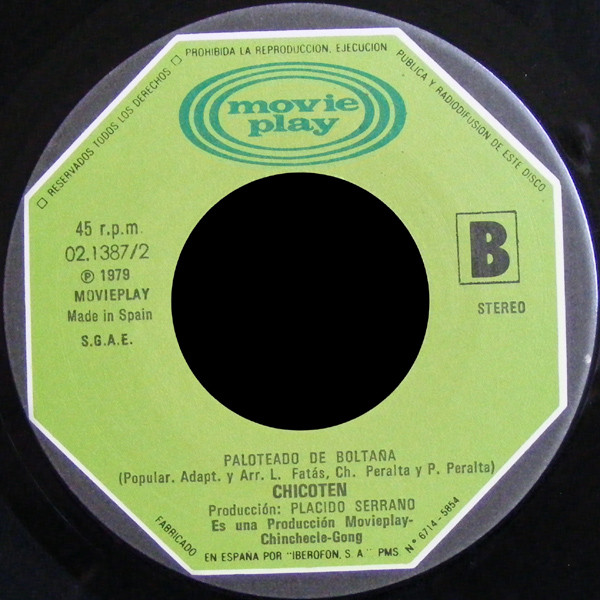 □ RESERVADOS TODOS LOS DERECHOS □ PROHIBIDA LA REPRODUCCION, EJECUCION PUBLICA Y RADIODIFUSION DE ESTE DISCO
movie
play
45 r.p.m.
02.1387/2
Ⓟ 1979
MOVIEPLAY
Made in Spain
S.G.A.E.
B
STEREO
PALOTEADO DE BOLTAÑA
(Popular. Adapt. y Arr. L. Fatás, Ch. Peralta y P. Peralta)
CHICOTEN
Producción: PLACIDO SERRANO
Es una Producción Movieplay-
Chinchecle-Gong
FABRICADO EN ESPAÑA POR "IBEROFON, S. A." PMS N° 6714 - 5854